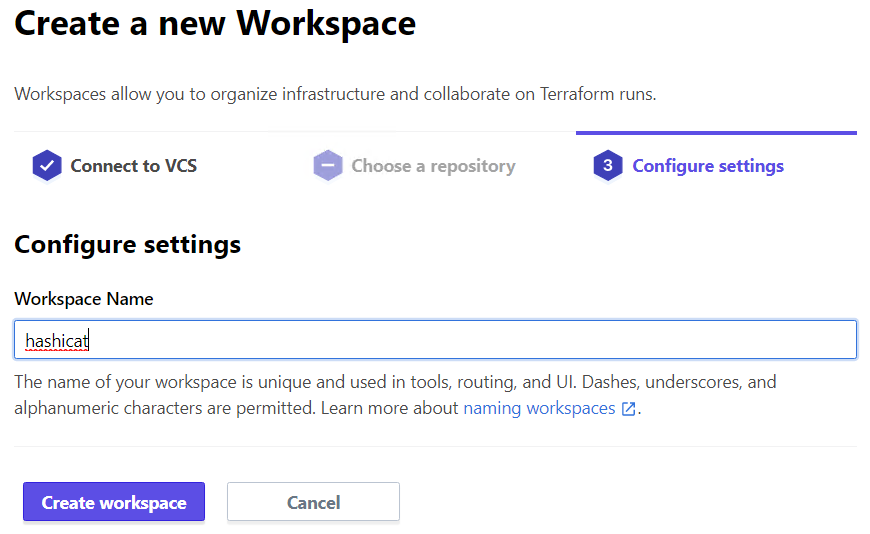 Create a new Workspace
Workspaces allow you to organize infrastructure and collaborate on Terraform runs.
Connect to VCS
Choose a repository
3 Configure settings
Configure settings
Workspace Name
hashicat
The name of your workspace is unique and used in tools, routing, and UI. Dashes, underscores, and
alphanumeric characters are permitted. Learn more about naming workspaces.
Create workspace
Cancel